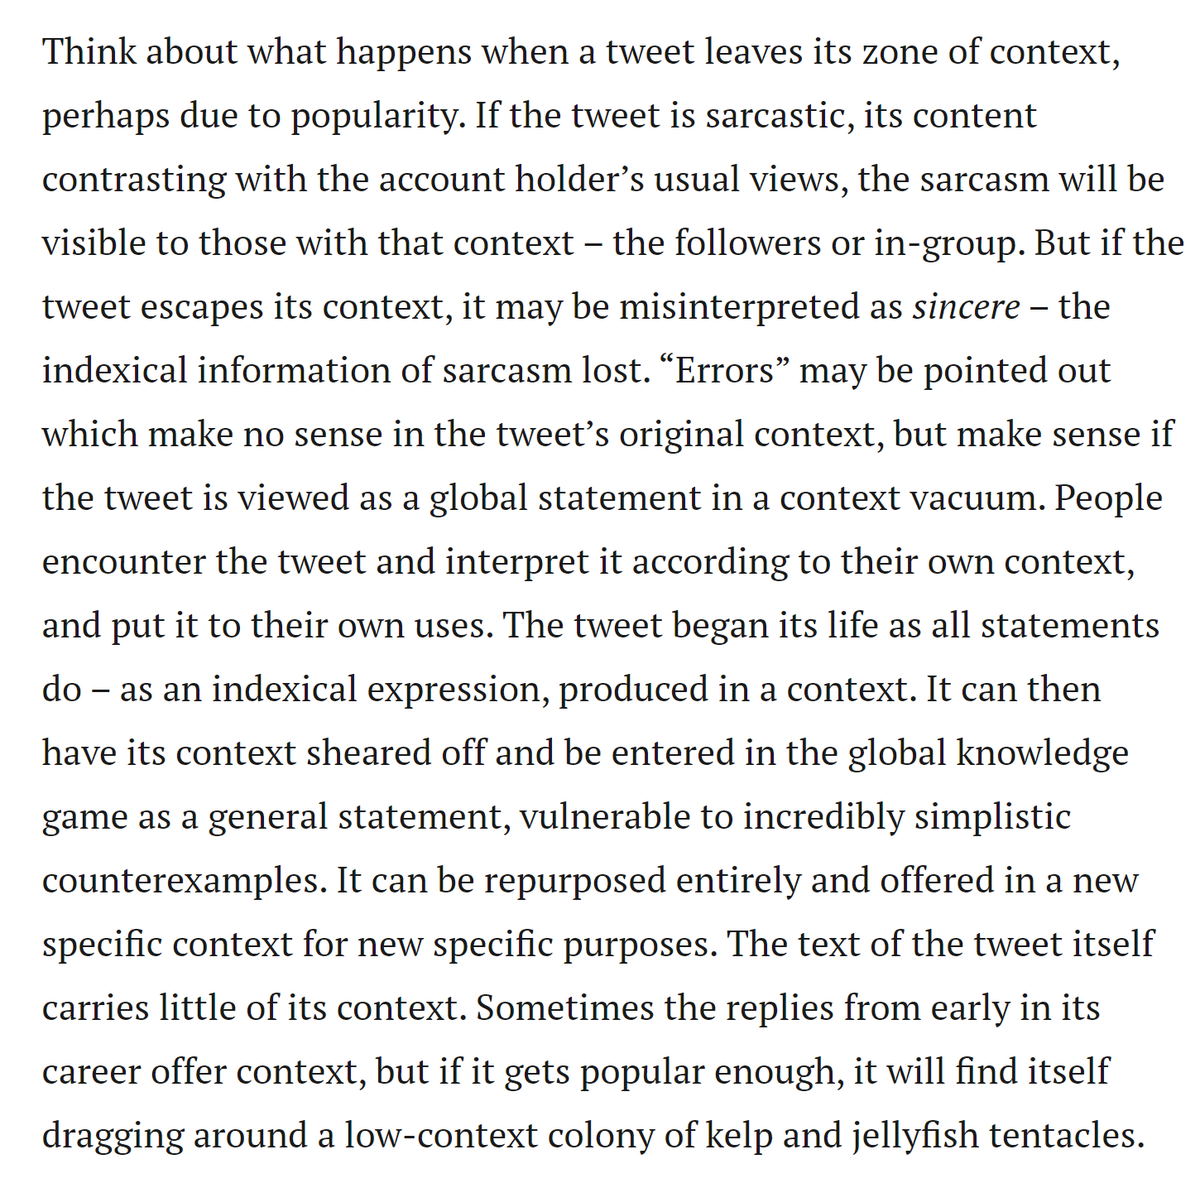 Think about what happens when a tweet leaves its zone of context,
perhaps due to popularity. If the tweet is sarcastic, its content
contrasting with the account holder’s usual views, the sarcasm will be
visible to those with that context – the followers or in-group. But if the
tweet escapes its context, it may be misinterpreted as sincere – the
indexical information of sarcasm lost. “Errors” may be pointed out
which make no sense in the tweet’s original context, but make sense if
the tweet is viewed as a global statement in a context vacuum. People
encounter the tweet and interpret it according to their own context,
and put it to their own uses. The tweet began its life as all statements
do – as an indexical expression, produced in a context. It can then
have its context sheared off and be entered in the global knowledge
game as a general statement, vulnerable to incredibly simplistic
counterexamples. It can be repurposed entirely and offered in a new
specific context for new specific purposes. The text of the tweet itself
carries little of its context. Sometimes the replies from early in its
career offer context, but if it gets popular enough, it will find itself
dragging around a low-context colony of kelp and jellyfish tentacles.